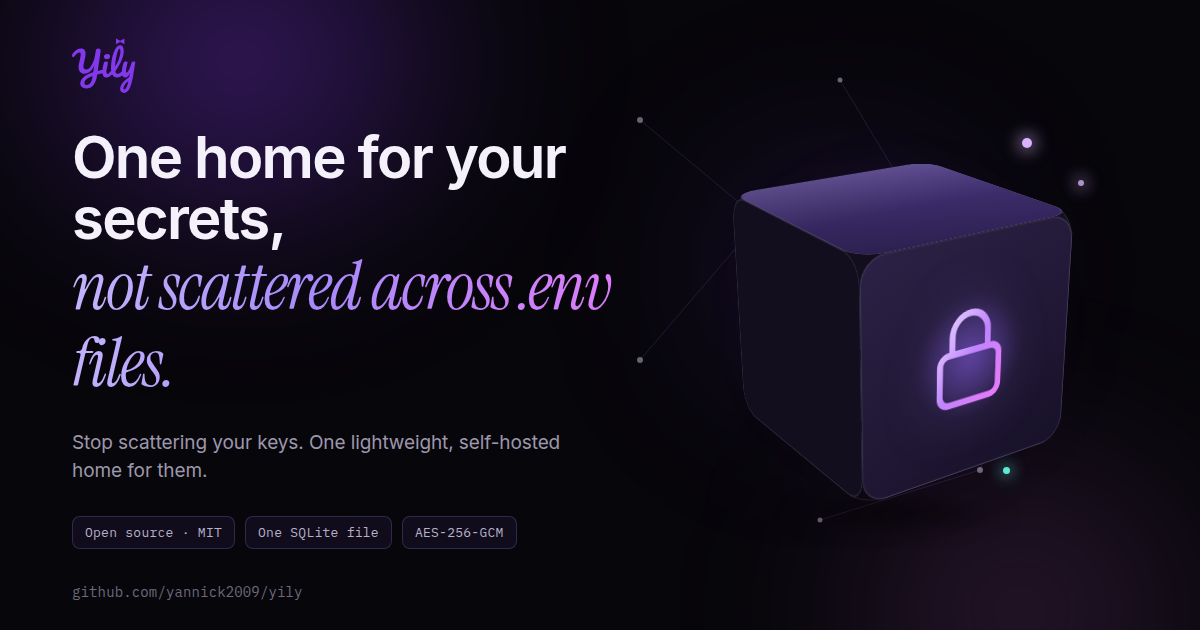 Yily
One home for your
secrets,
not scattered across .env
files.
Stop scattering your keys. One lightweight, self-hosted
home for them.
Open source · MIT One SQLite file AES-256-GCM
github.com/yannick2009/yily